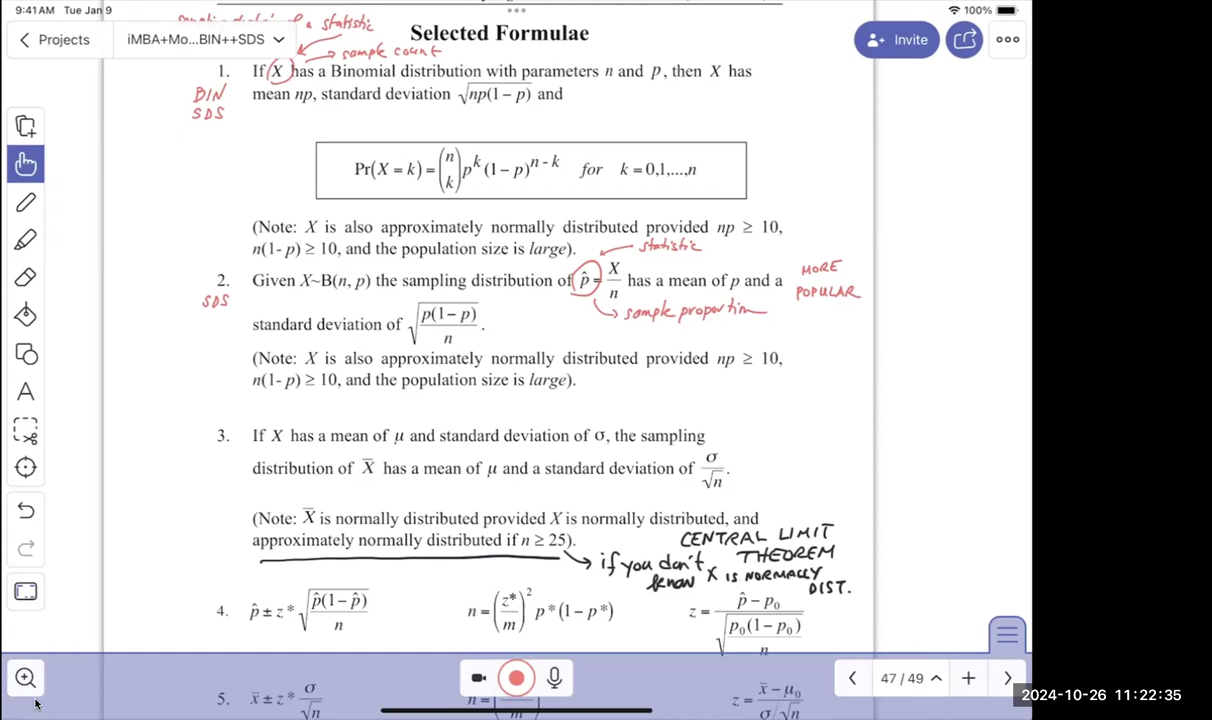 9:41 AM Tue Jan 9
100%
Projects
iMBA+Mo...BIN++SDS
Invite
a statistic
Selected Formulae
→ sample count
1. If X has a Binomial distribution with parameters n and p, then X has
BIN
SDS
mean np, standard deviation √np(1 – p) and
Pr(X = k) = (n k) p^k (1 – p)^n - k for k = 0,1,...,n
(Note: X is also approximately normally distributed provided np ≥ 10,
n(1- p) ≥ 10, and the population size is large).
statistic
2. Given X~B(n, p) the sampling distribution of p̂ = X/n has a mean of p and a
MORE
POPULAR
SDS
→ sample proportion
standard deviation of √p(1 – p)/n .
(Note: X is also approximately normally distributed provided np ≥ 10,
n(1- p) ≥ 10, and the population size is large).
3. If X has a mean of μ and standard deviation of σ, the sampling
distribution of X̄ has a mean of μ and a standard deviation of σ/√n .
(Note: X̄ is normally distributed provided X is normally distributed, and
approximately normally distributed if n ≥ 25).
CENTRAL LIMIT
THEOREM
→ if you don't
know X IS NORMALLY
DIST.
4. p̂ ± z* √p̂(1 – p̂)/n n = (z*/m)² p*(1 – p*) z = p̂ – p₀ / √p₀(1 – p₀)/n
5. x̄ ± z* σ/√n n = z = x̄ – μ₀ / σ/√n
47 / 49
2024-10-26 11:22:35